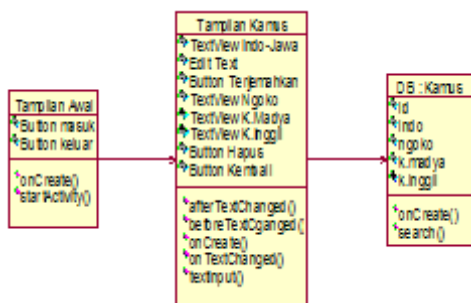 Tampilan Awal
Button masuk
Button keluar
onCreate()
startActivity()
Tampilan Kamus
TextView Indo-Jawa
Edit Text
Button Terjemahkan
TextView Ngoko
TextView K.Madya
TextView K.Inggil
Button Hapus
Button Kembali
afterTextChanged()
beforeTextCganged()
onCreate()
onTextChanged()
textInput()
DB : Kamus
id
Indo
ngoko
k.madya
k.inggil
onCreate()
search()